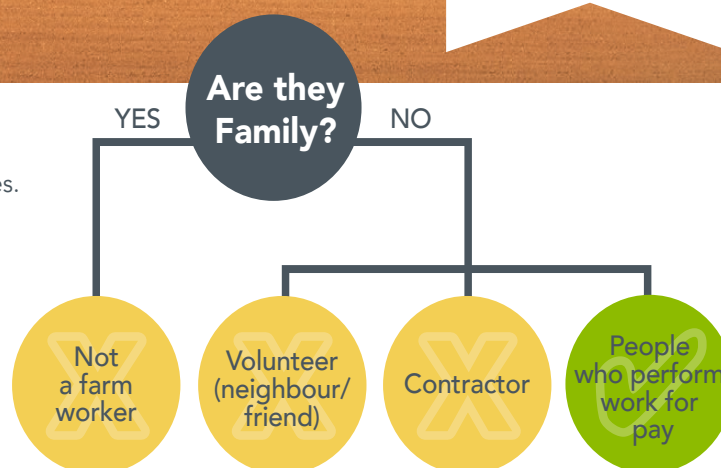 Are they
Family?
YES
NO
es.
Not
a farm
worker
Volunteer
(neighbour/
friend)
Contractor
People
who perform
work for
pay